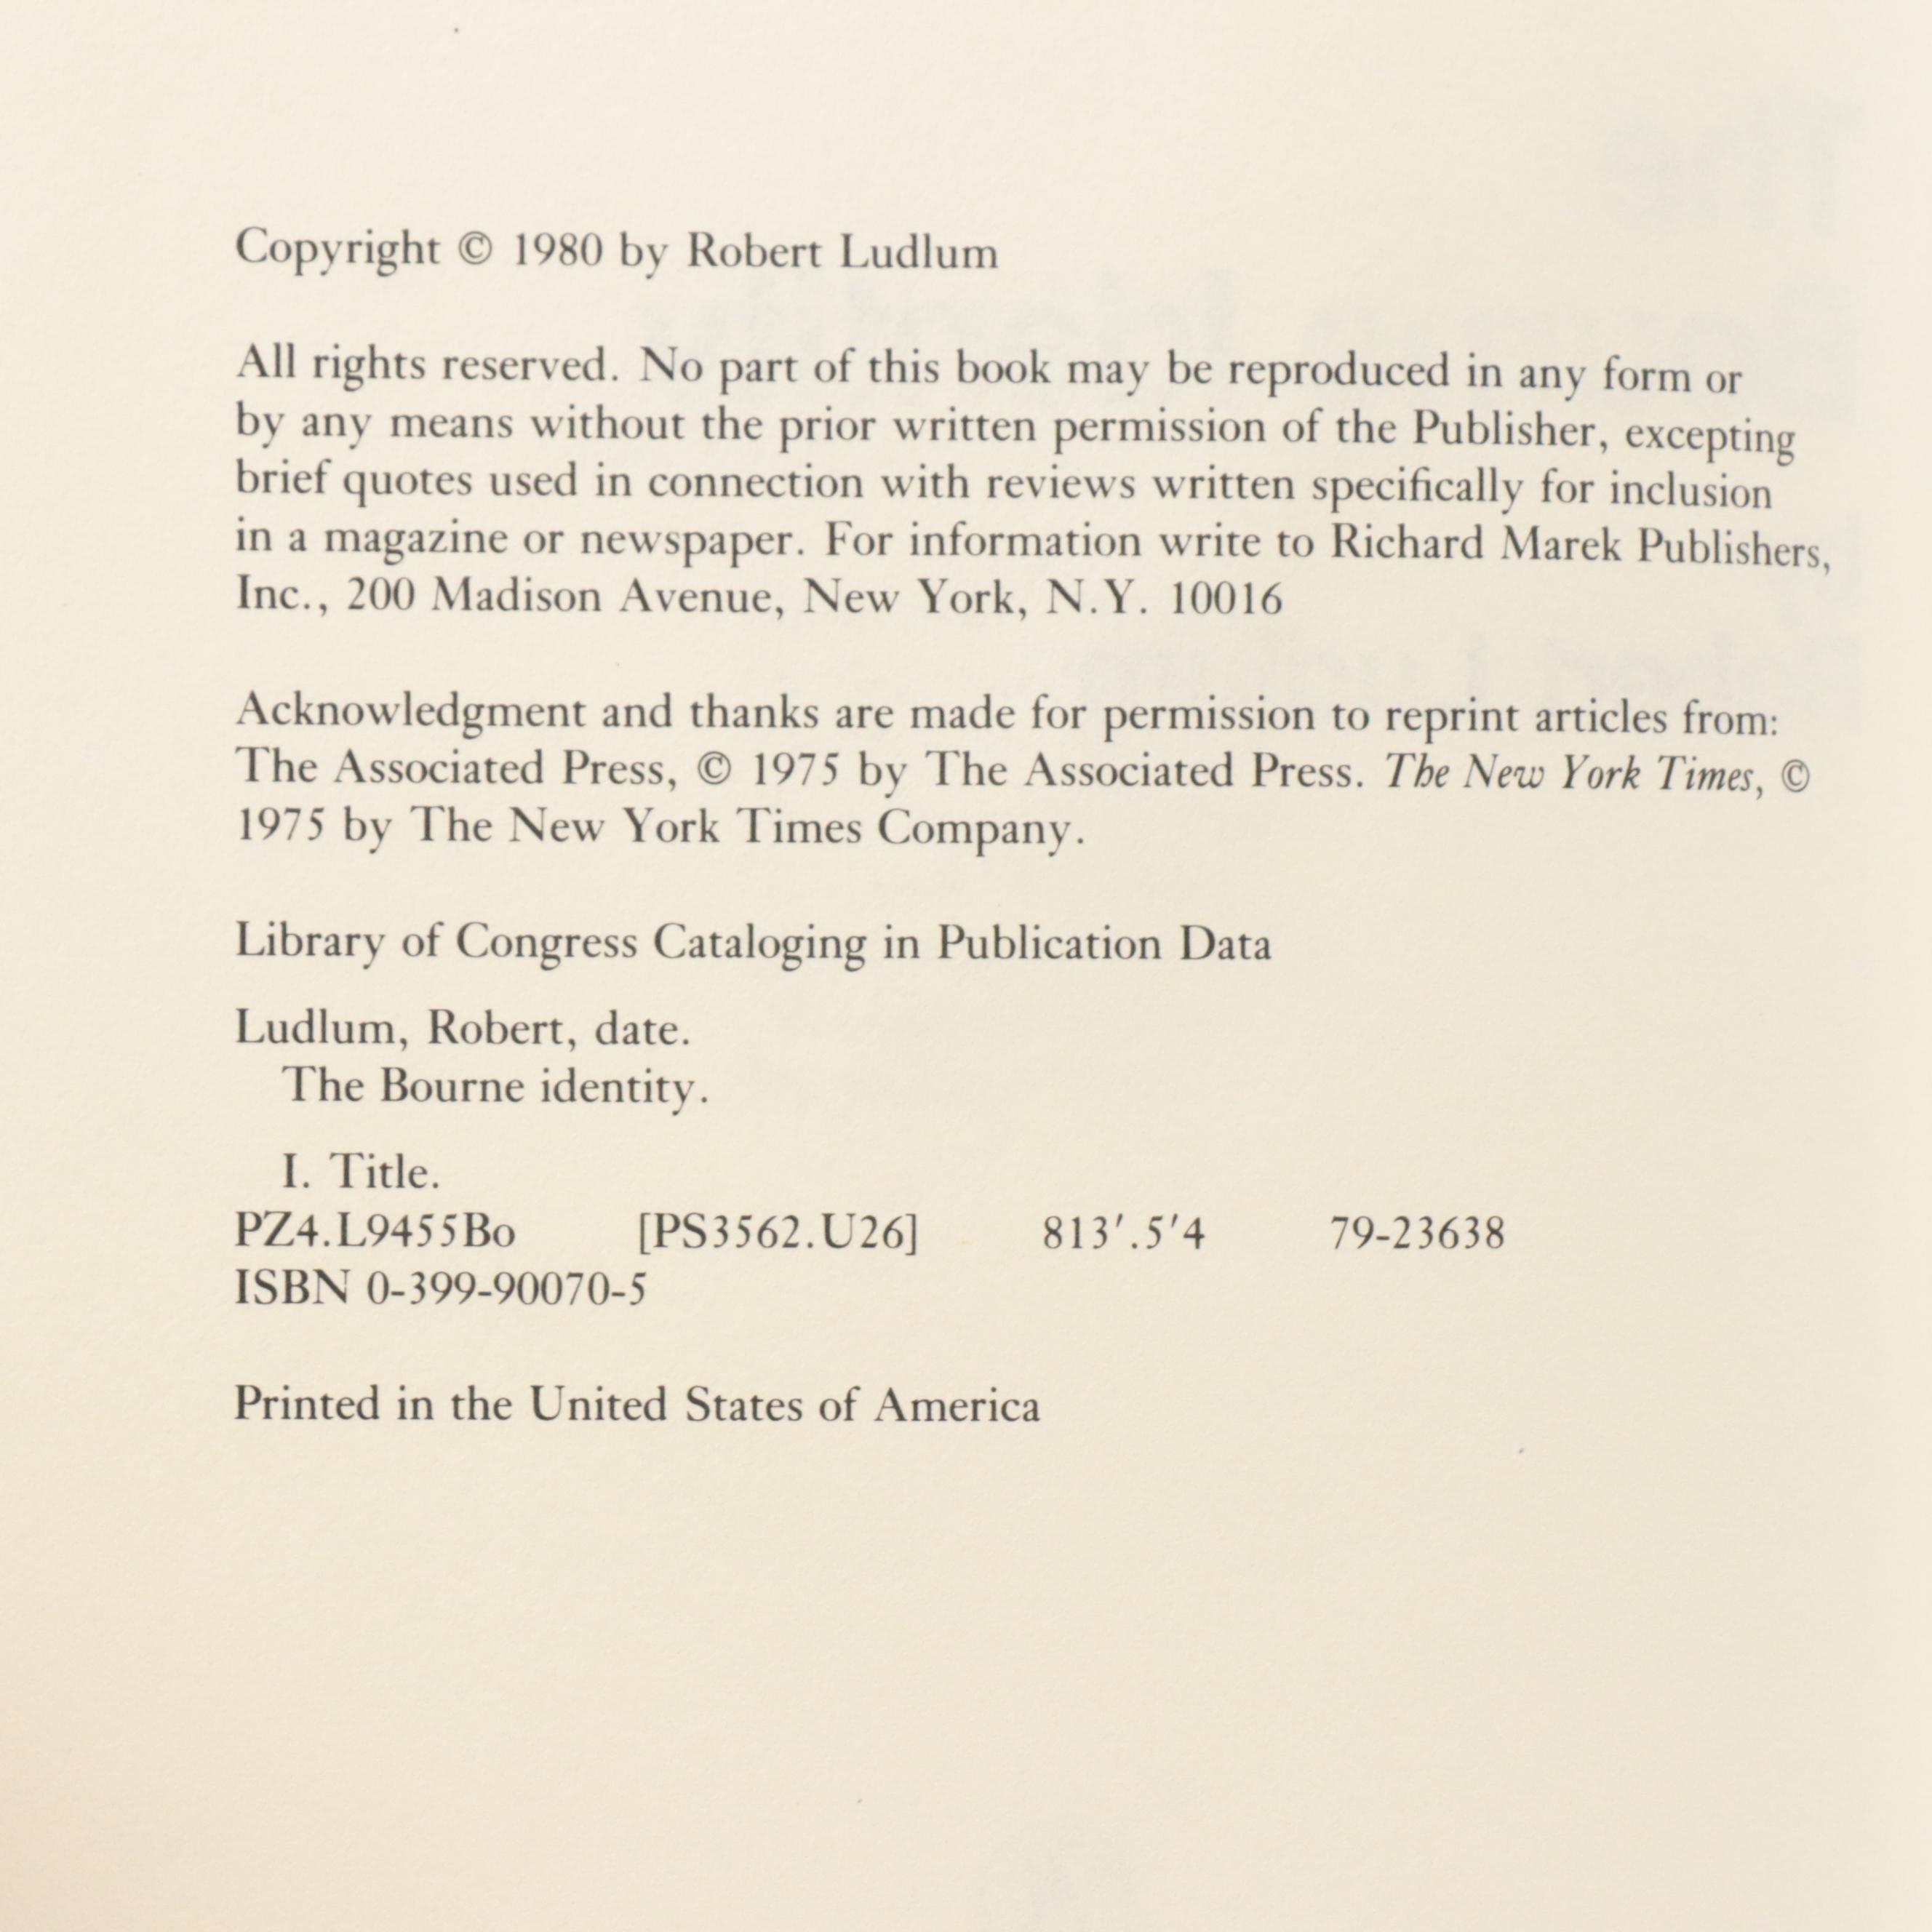 Copyright © 1980 by Robert Ludlum
All rights reserved. No part of this book may be reproduced in any form or
by any means without the prior written permission of the Publisher, excepting
brief quotes used in connection with reviews written specifically for inclusion
in a magazine or newspaper. For information write to Richard Marek Publishers,
Inc., 200 Madison Avenue, New York, N.Y. 10016
Acknowledgment and thanks are made for permission to reprint articles from:
The Associated Press, © 1975 by The Associated Press. The New York Times, ©
1975 by The New York Times Company.
Library of Congress Cataloging in Publication Data
Ludlum, Robert, date.
The Bourne identity.
I. Title.
PZ4.L9455Bo [PS3562.U26] 813′.5′4 79-23638
ISBN 0-399-90070-5
Printed in the United States of America